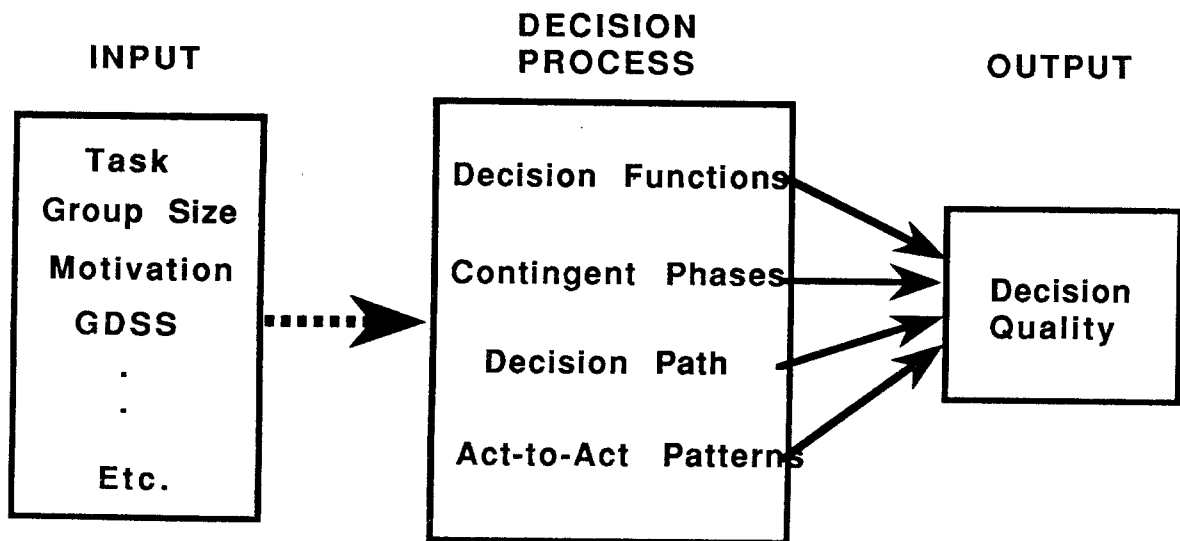 INPUT
Task
Group Size
Motivation
GDSS
.
.
Etc.
DECISION
PROCESS
Decision Functions
Contingent Phases
Decision Path
Act-to-Act Patterns
OUTPUT
Decision
Quality